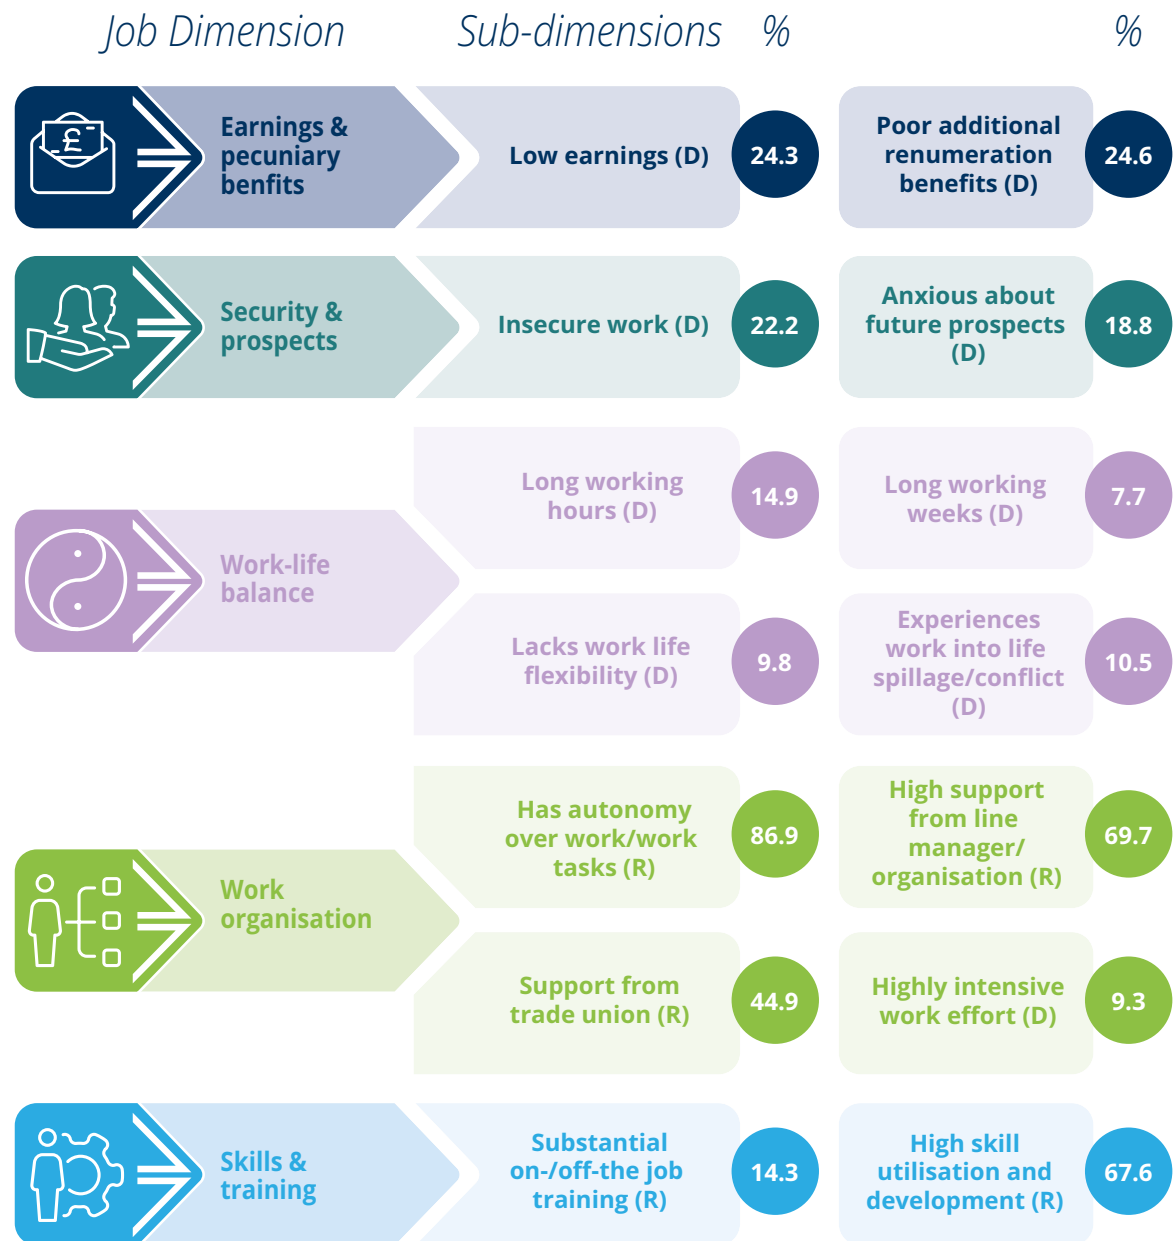 Job Dimension Sub-dimensions % %
£
Earnings &
pecuniary
benfits
Low earnings (D)
24.3
Poor additional
renumeration
benefits (D)
24.6
Security &
prospects
Insecure work (D)
22.2
Anxious about
future prospects
(D)
18.8
Work-life
balance
Long working
hours (D)
14.9
Long working
weeks (D)
7.7
Lacks work life
flexibility (D)
9.8
Experiences
work into life
spillage/conflict
(D)
10.5
Work
organisation
Has autonomy
over work/work
tasks (R)
86.9
High support
from line
manager/
organisation (R)
69.7
Support from
trade union (R)
44.9
Highly intensive
work effort (D)
9.3
Skills &
training
Substantial
on-/off-the job
training (R)
14.3
High skill
utilisation and
development (R)
67.6